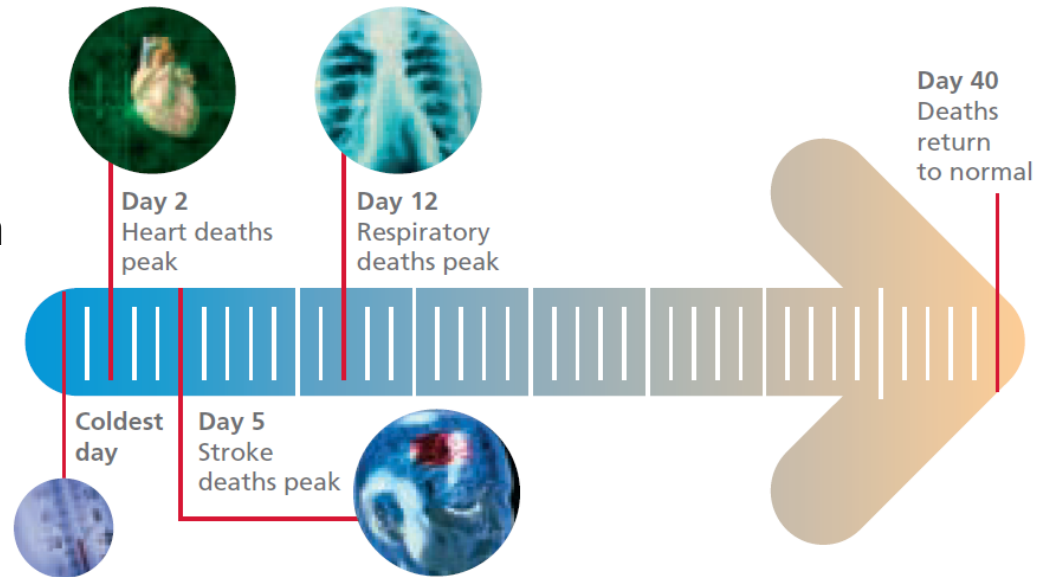 Day 2
Heart deaths
peak
Day 12
Respiratory
deaths peak
Day 40
Deaths
return
to normal
Coldest
day
Day 5
Stroke
deaths peak